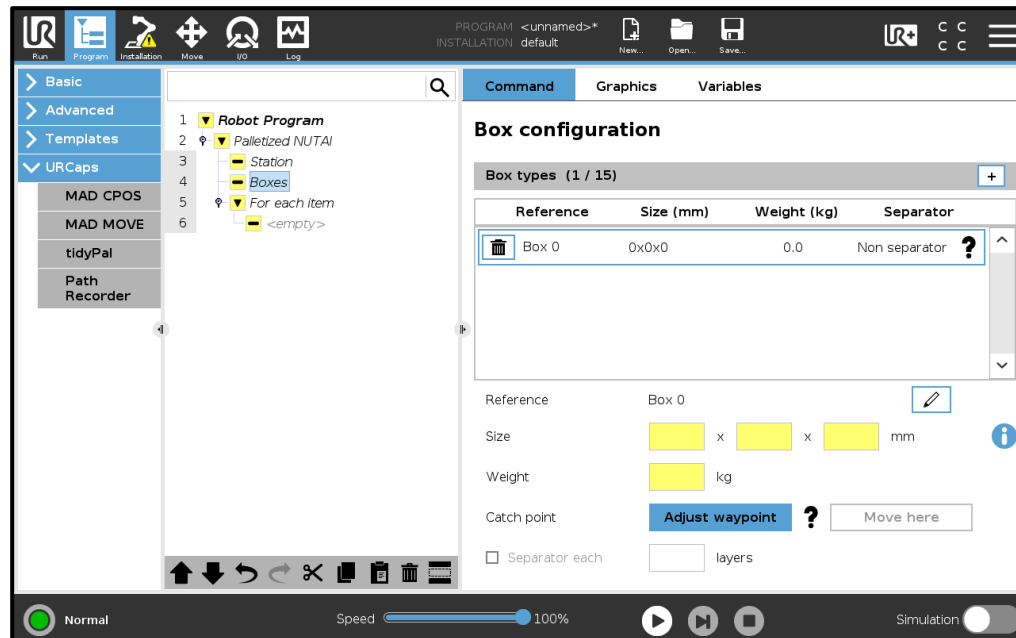 UR
Run
Program
Installation
Move
I/O
Log
PROGRAM <unnamed>*
INSTALLATION default
New...
Open...
Save...
UR+
C C
C C
Basic
Advanced
Templates
URCaps
MAD CPOS
MAD MOVE
tidyPal
Path
Recorder
1 Robot Program
2 Palletized NUTAI
3 Station
4 Boxes
5 For each item
6 <empty>
Command Graphics Variables
Box configuration
Box types (1 / 15) +
Reference Size (mm) Weight (kg) Separator
Box 0 0x0x0 0.0 Non separator ?
Reference Box 0
Size x x mm i
Weight kg
Catch point Adjust waypoint ? Move here
Separator each layers
Normal
Speed 100%
Simulation